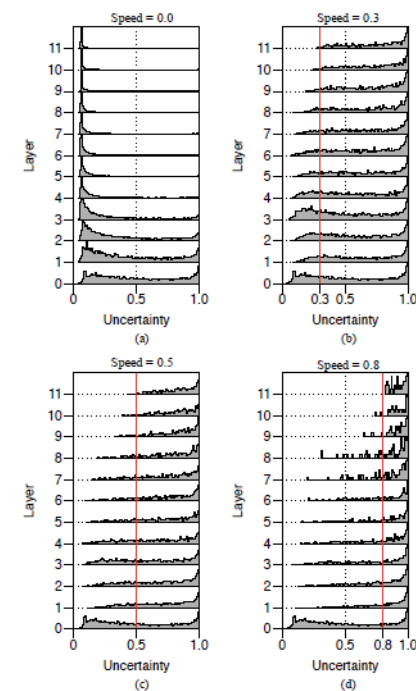 Speed = 0.0
11
10
9
8
7
6
5
4
3
2
1
0
Layer
0 0.5 1.0
Uncertainty
(a)
Speed = 0.3
11
10
9
8
7
6
5
4
3
2
1
0
Layer
0 0.3 0.5 1.0
Uncertainty
(b)
Speed = 0.5
11
10
9
8
7
6
5
4
3
2
1
0
Layer
0 0.5 1.0
Uncertainty
(c)
Speed = 0.8
11
10
9
8
7
6
5
4
3
2
1
0
Layer
0 0.5 0.8 1.0
Uncertainty
(d)